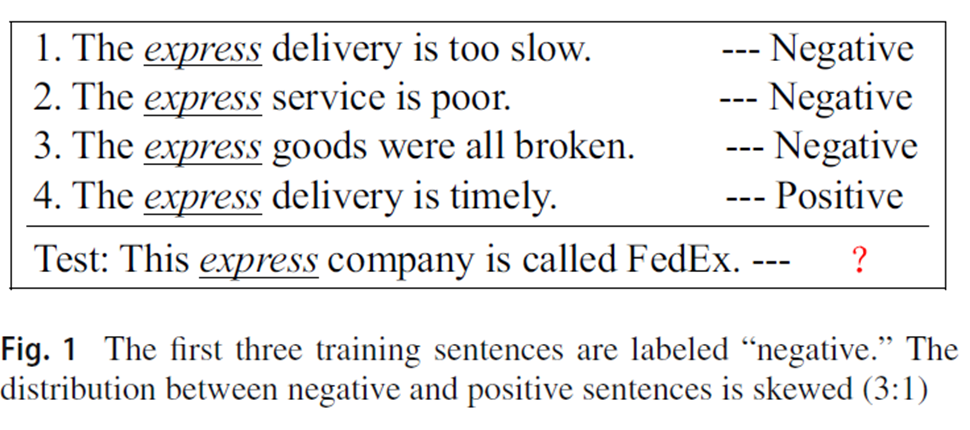 1. The express delivery is too slow. --- Negative
2. The express service is poor. --- Negative
3. The express goods were all broken. --- Negative
4. The express delivery is timely. --- Positive
Test: This express company is called FedEx. --- ?
Fig. 1 The first three training sentences are labeled “negative.” The
distribution between negative and positive sentences is skewed (3:1)